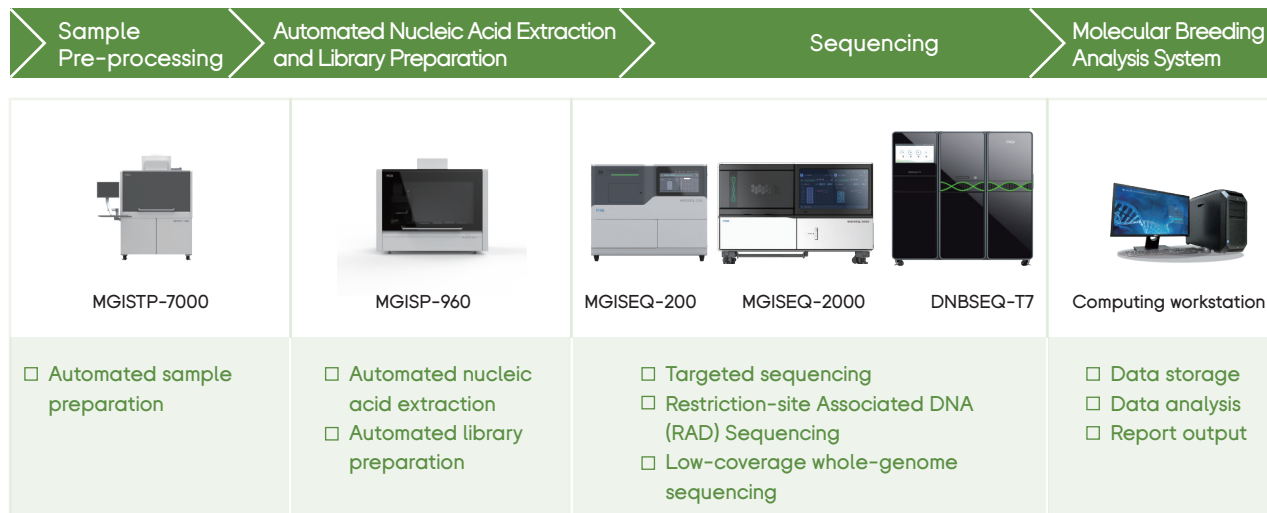 Sample
Pre-processing
Automated Nucleic Acid Extraction
and Library Preparation
Sequencing
Molecular Breeding
Analysis System
MGISTP-7000
MGISP-960
MGISEQ-200
MGISEQ-2000
DNBSEQ-T7
Computing workstation
Automated sample
preparation
Automated nucleic
acid extraction
Automated library
preparation
Targeted sequencing
Restriction-site Associated DNA
(RAD) Sequencing
Low-coverage whole-genome
sequencing
Data storage
Data analysis
Report output